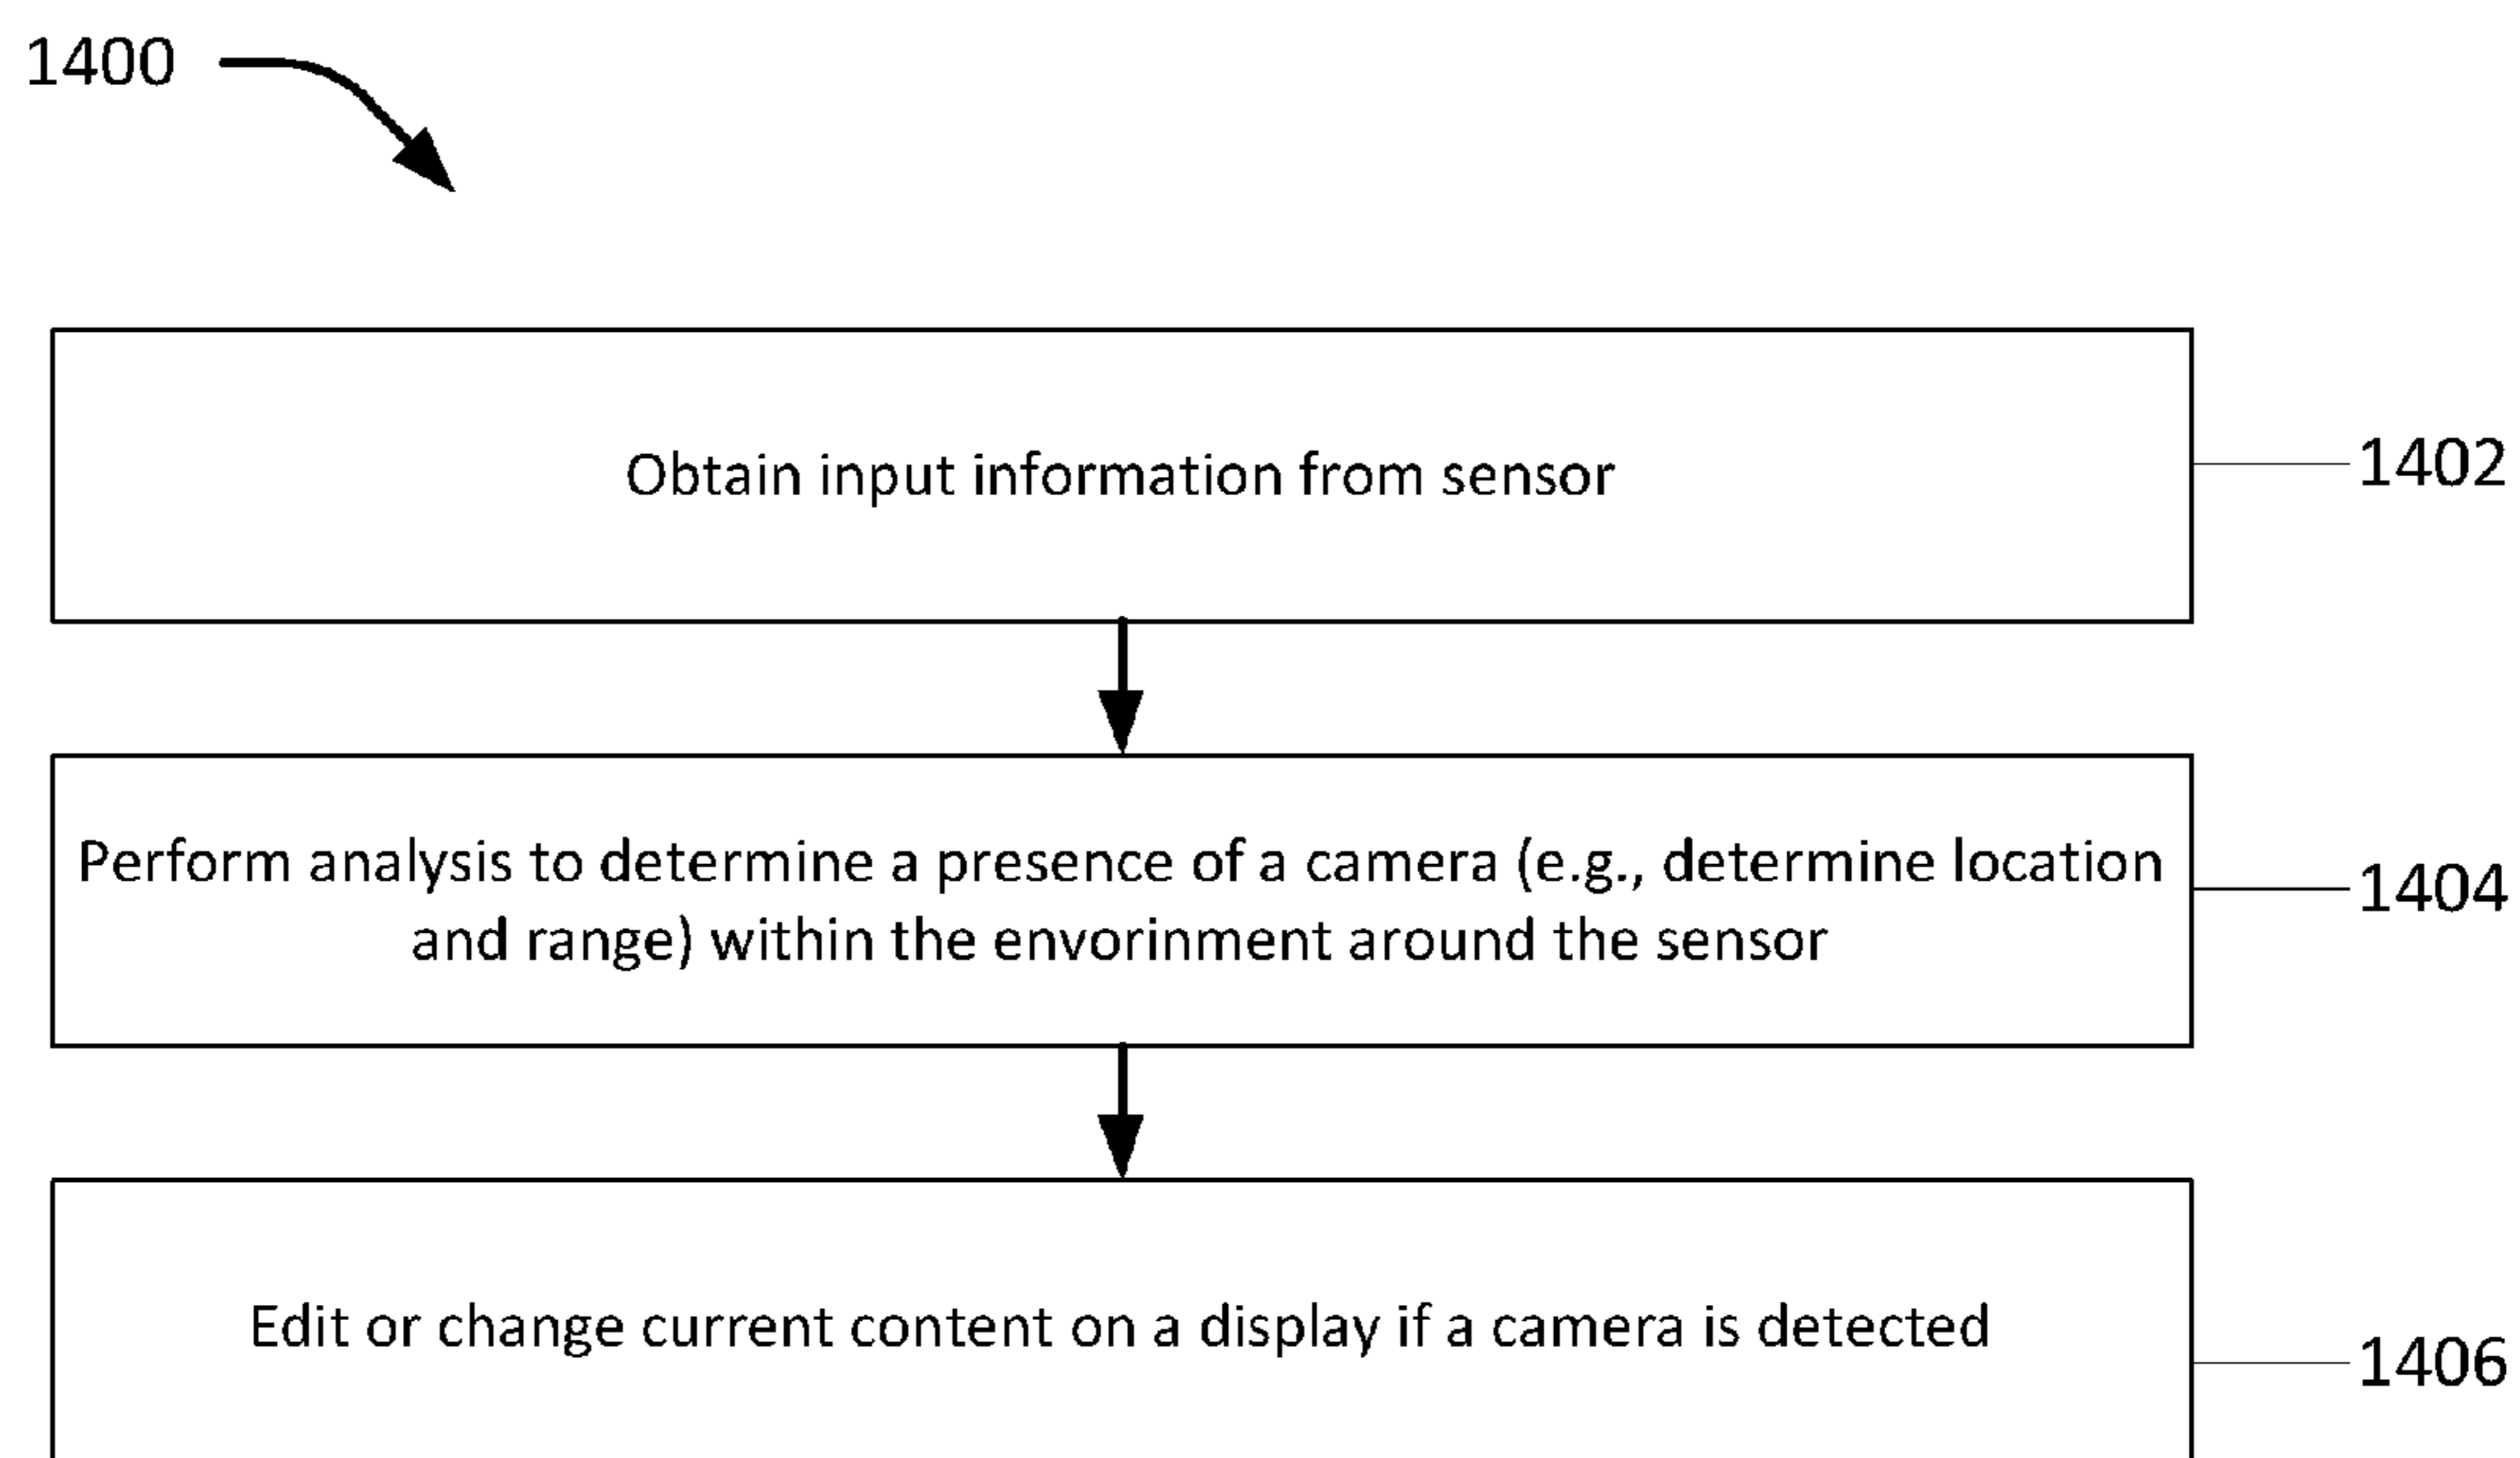 1400
Obtain input information from sensor
1402
Perform analysis to determine a presence of a camera (e.g., determine location
and range) within the envorinment around the sensor
1404
Edit or change current content on a display if a camera is detected
1406